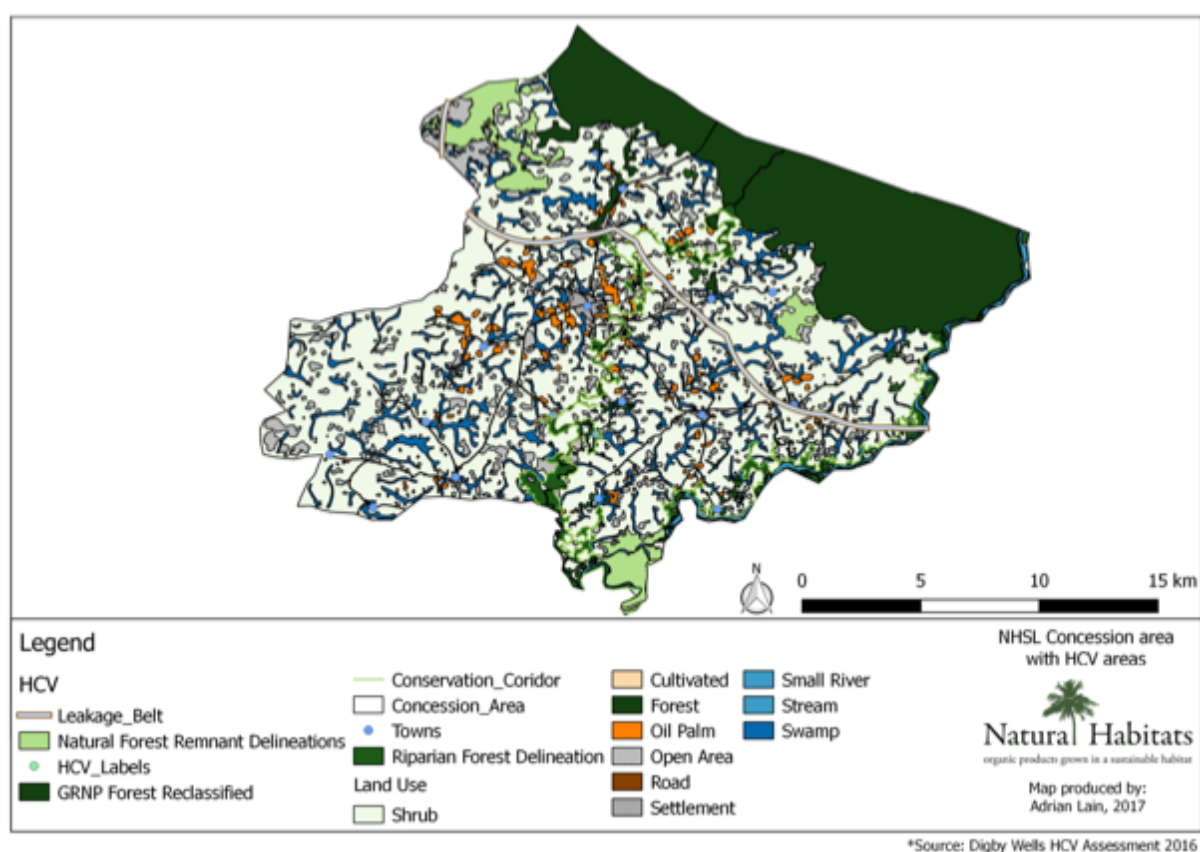 N
0 5 10 15 km
Legend
HCV
Leakage_Belt
Natural Forest Remnant Delineations
HCV_Labels
GRNP Forest Reclassified
Conservation_Coridor
Concession_Area
Towns
Riparian Forest Delineation
Land Use
Shrub
Cultivated
Forest
Oil Palm
Open Area
Road
Settlement
Small River
Stream
Swamp
NHSL Concession area
with HCV areas
Natural Habitats
organic products grown in a sustainable habitat
Map produced by:
Adrian Lain, 2017
*Source: Digby Wells HCV Assessment 2016